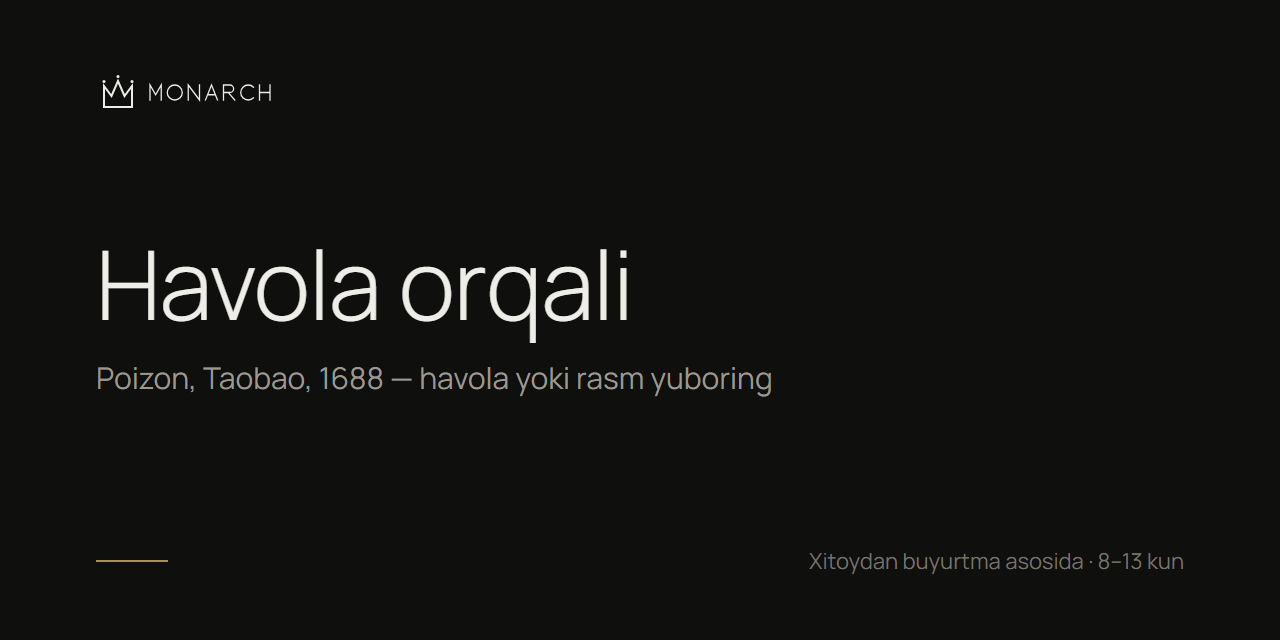 MONARCH
Havola orqali
Poizon, Taobao, 1688 — havola yoki rasm yuboring
Xitoydan buyurtma asosida · 8–13 kun